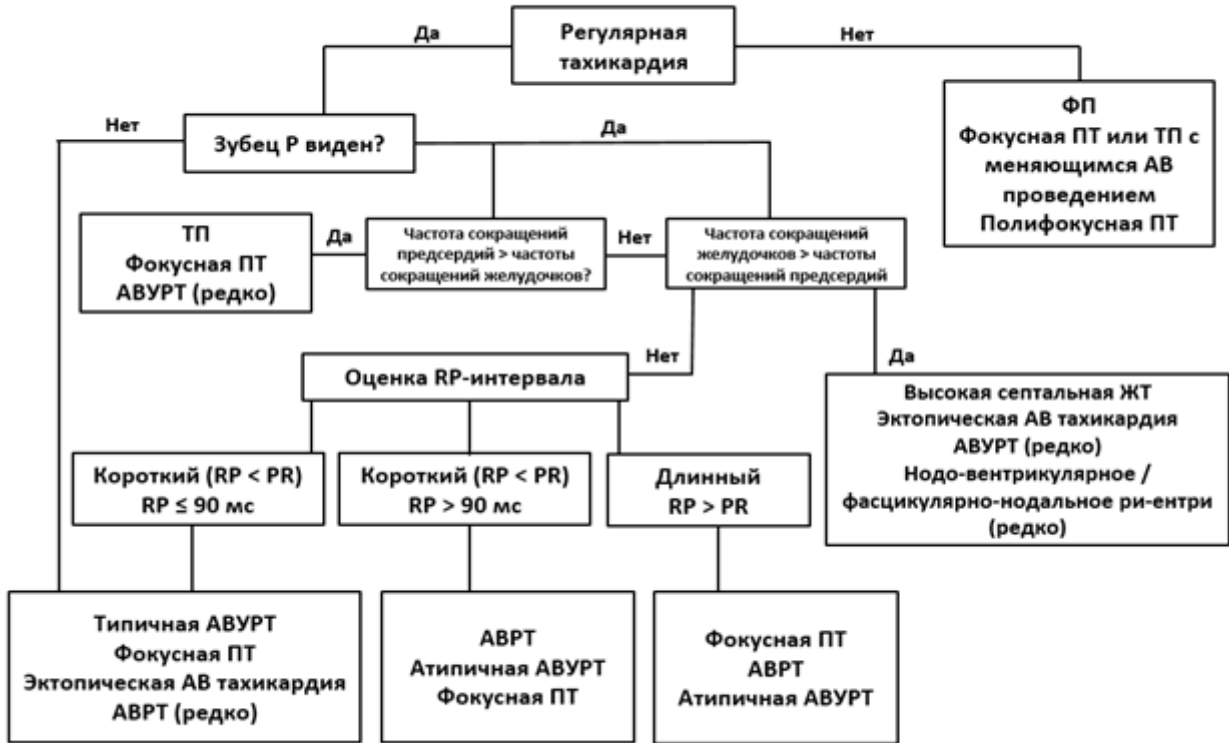 Регулярная
тахикардия
Да
Нет
ФП
Фокусная ПТ или ТП с
меняющимся АВ
проведением
Полифокусная ПТ
Зубец Р виден?
Нет
Да
ТП
Фокусная ПТ
АВУРТ (редко)
Да
Частота сокращений
предсердий > частоты
сокращений желудочков?
Нет
Частота сокращений
желудочков > частоты
сокращений предсердий
Нет
Да
Оценка RP-интервала
Высокая септальная ЖТ
Эктопическая АВ тахикардия
АВУРТ (редко)
Нодо-вентрикулярное /
фасцикулярно-нодальное ри-ентри
(редко)
Короткий (RP < PR)
RP ≤ 90 мс
Короткий (RP < PR)
RP > 90 мс
Длинный
RP > PR
Типичная АВУРТ
Фокусная ПТ
Эктопическая АВ тахикардия
АВРТ (редко)
АВРТ
Атипичная АВУРТ
Фокусная ПТ
Фокусная ПТ
АВРТ
Атипичная АВУРТ